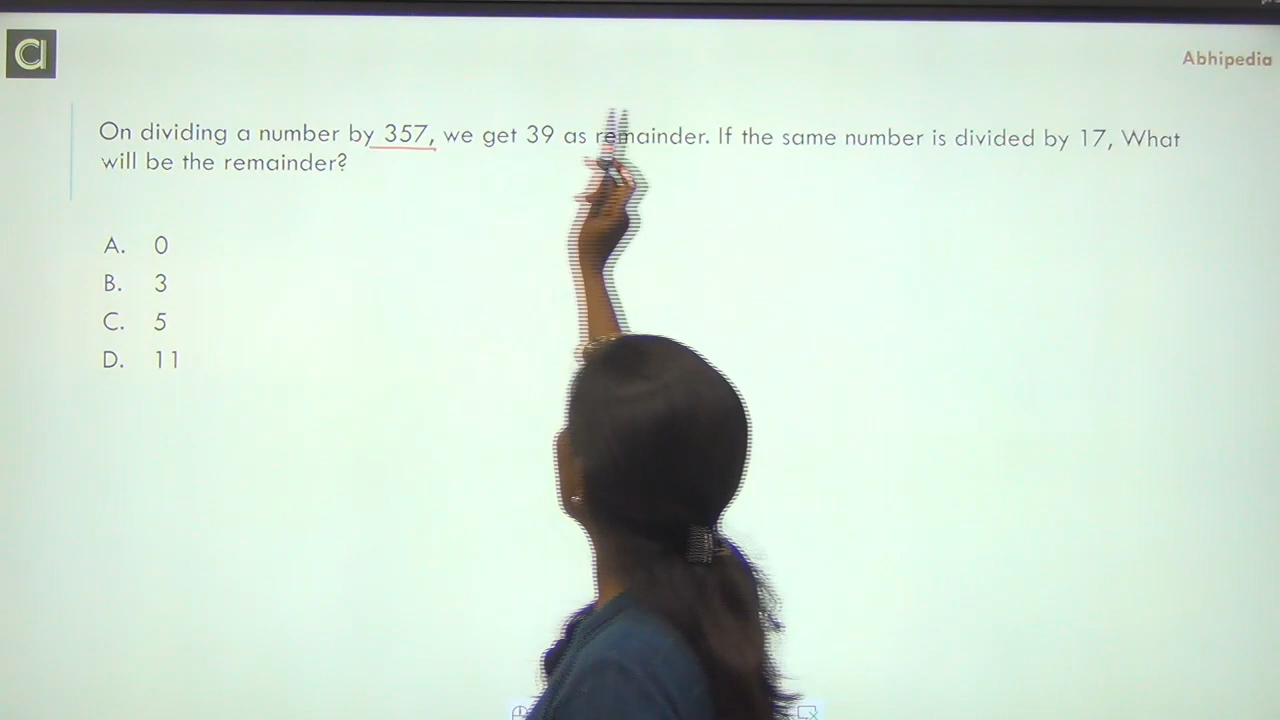 Abhipedia
On dividing a number by 357, we get 39 as remainder. If the same number is divided by 17, What
will be the remainder?
A. 0
B. 3
C. 5
D. 11